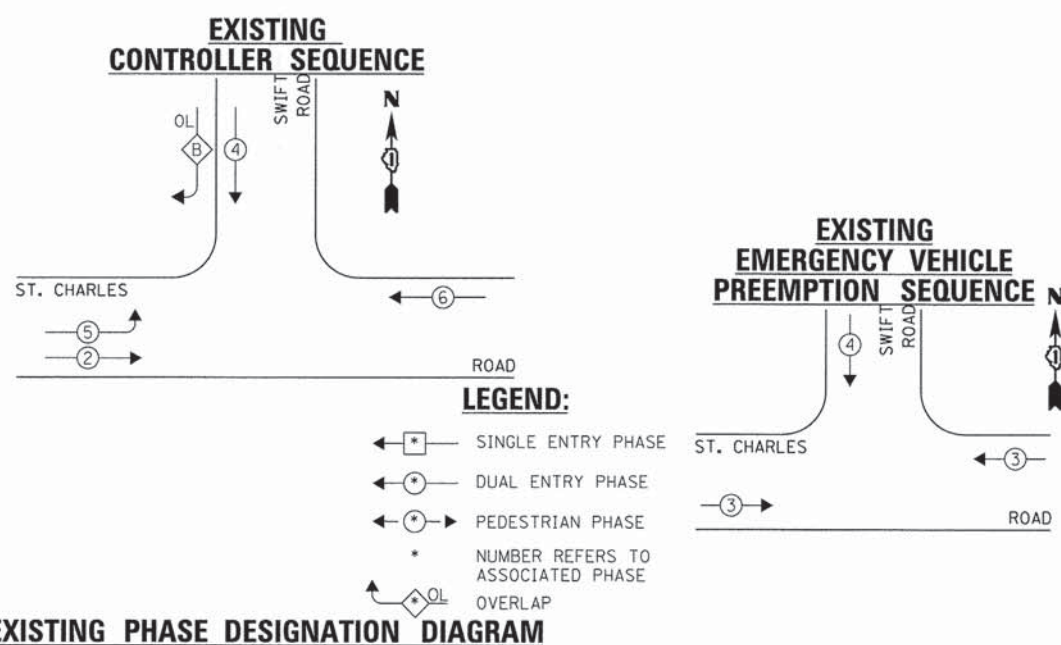 EXISTING
CONTROLLER SEQUENCE
SWIFT
ROAD
N
OL
B
4
1
ST. CHARLES
6
5
2
ROAD
EXISTING
EMERGENCY VEHICLE
PREEMPTION SEQUENCE
N
4
SWIFT
ROAD
1
ST. CHARLES
3
3
ROAD
LEGEND:
* SINGLE ENTRY PHASE
* DUAL ENTRY PHASE
* PEDESTRIAN PHASE
* NUMBER REFERS TO
ASSOCIATED PHASE
* OL OVERLAP
EXISTING PHASE DESIGNATION DIAGRAM